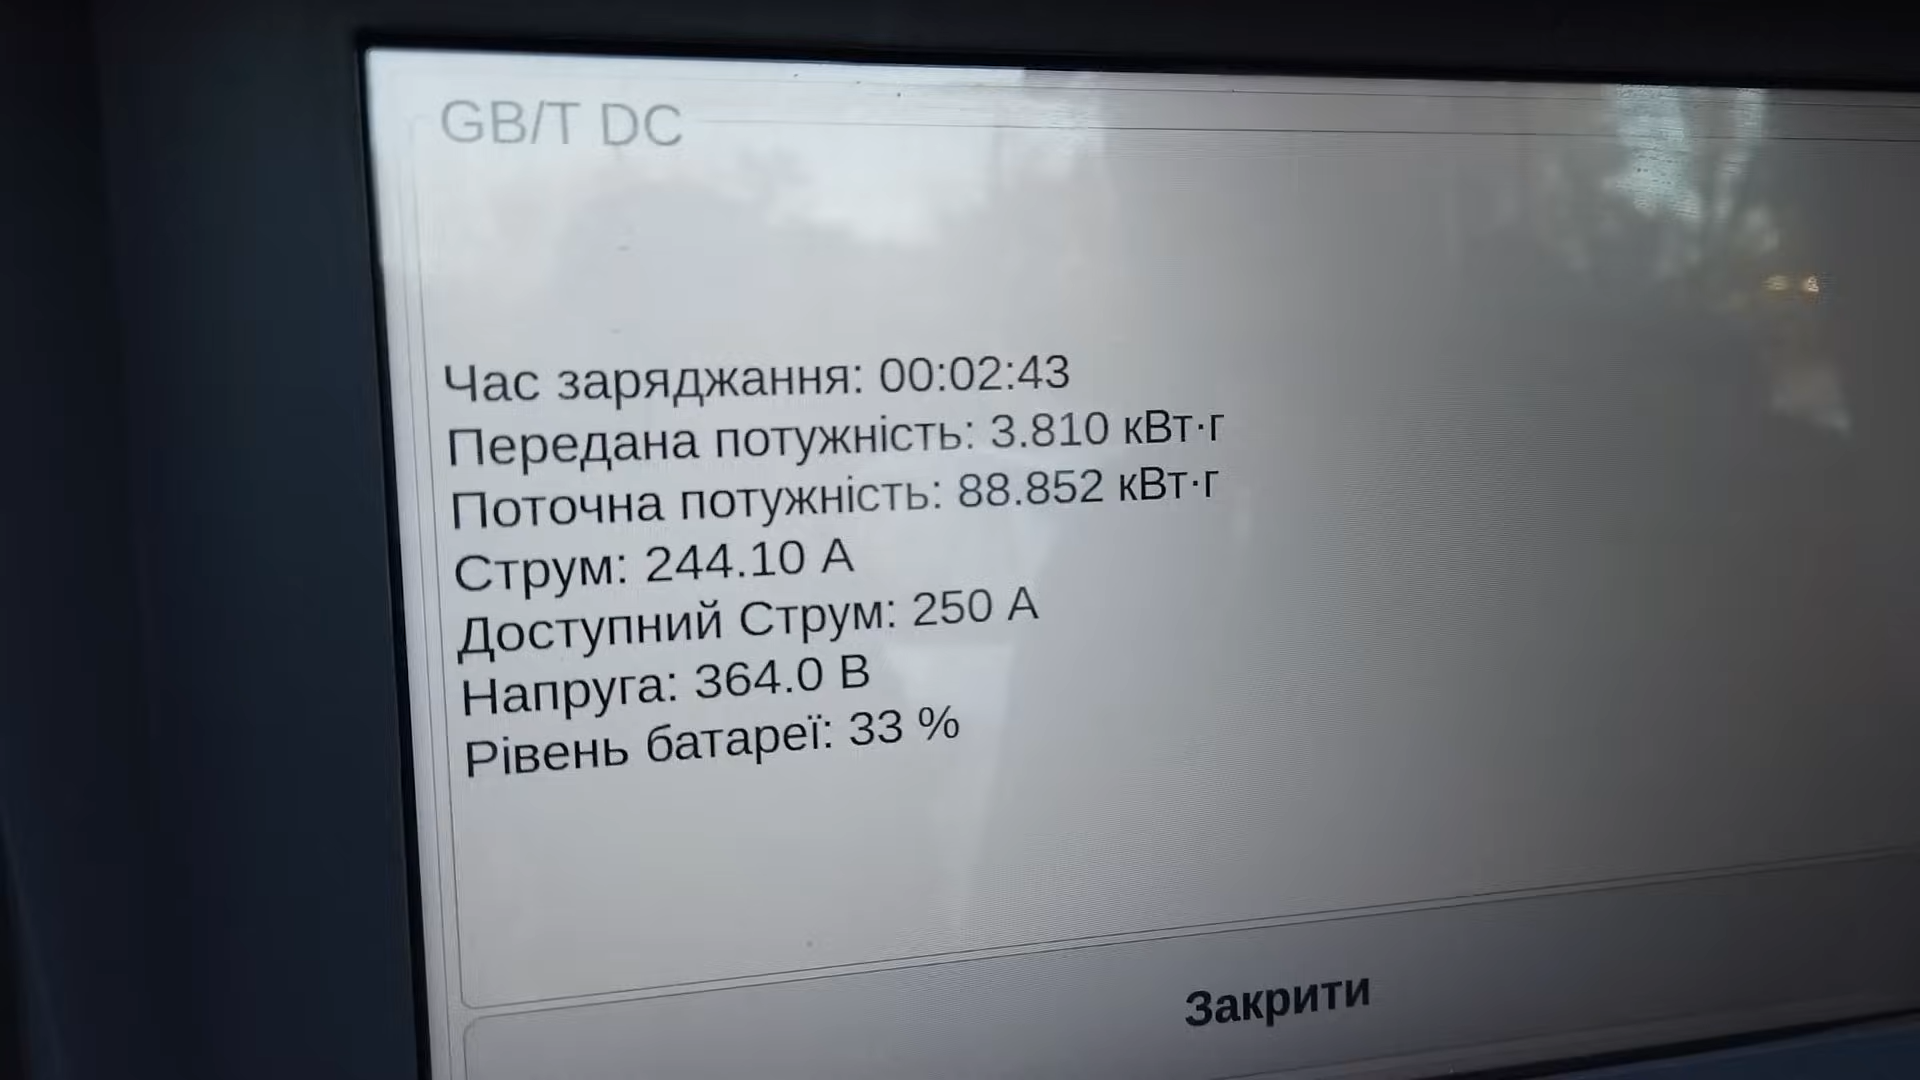 GB/T DC
Час заряджання: 00:02:43
Передана потужність: 3.810 кВт·г
Поточна потужність: 88.852 кВт·г
Струм: 244.10 А
Доступний Струм: 250 А
Напруга: 364.0 В
Рівень батареї: 33 %
Закрити